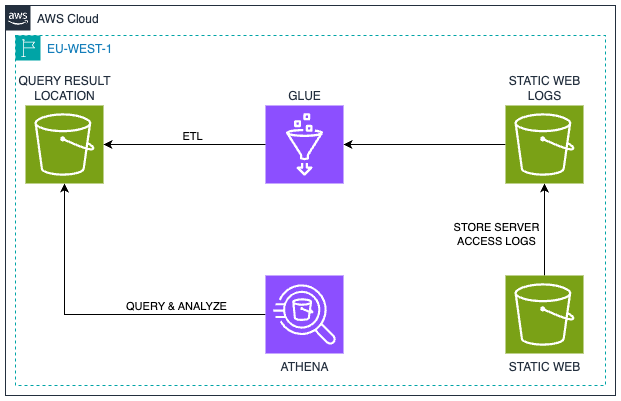 aws
AWS Cloud
EU-WEST-1
QUERY RESULT
LOCATION
GLUE
STATIC WEB
LOGS
ETL
STORE SERVER
ACCESS LOGS
QUERY & ANALYZE
ATHENA
STATIC WEB